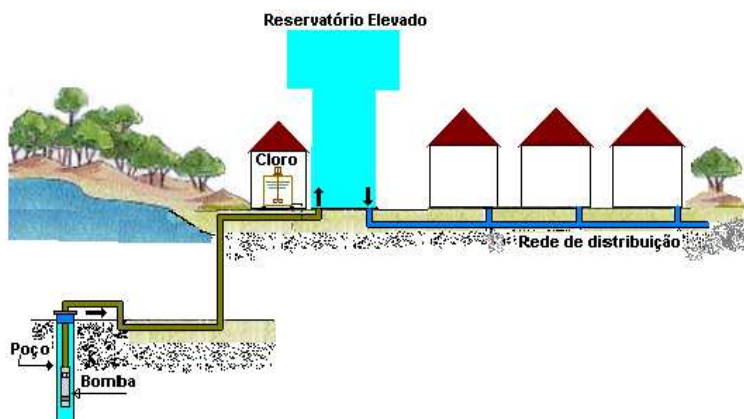 Reservatório Elevado
Cloro
Rede de distribuição
Poço
Bomba